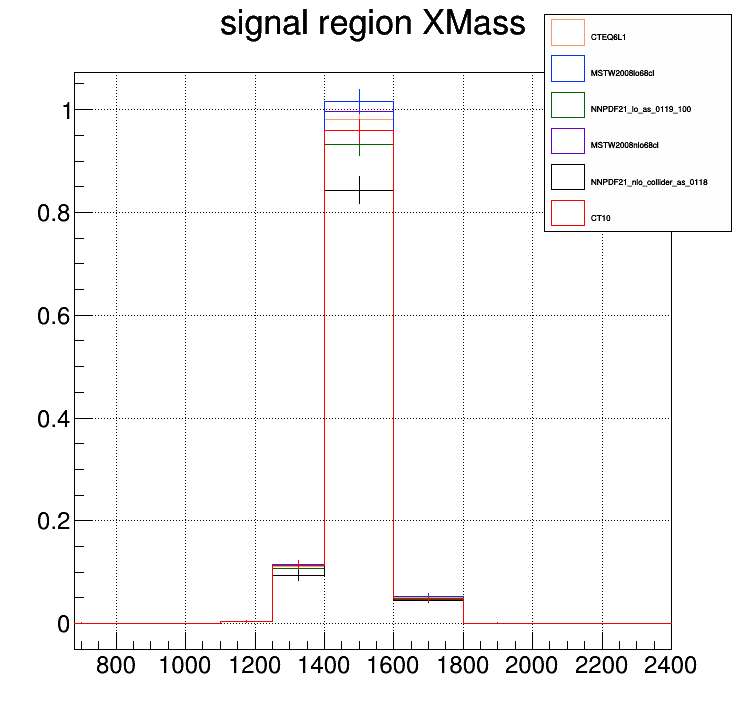 signal region XMass
CTEQ6L1
MSTW2008lo68cl
NNPDF21_lo_as_0119_100
MSTW2008nlo68cl
NNPDF21_nlo_collider_as_0118
CT10
1
0.8
0.6
0.4
0.2
0
800 1000 1200 1400 1600 1800 2000 2200 2400